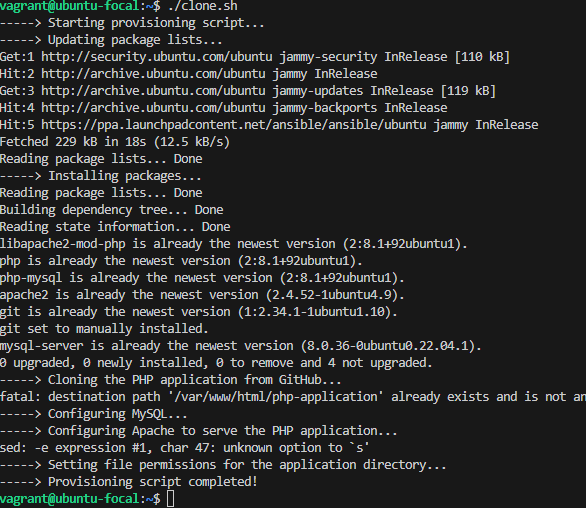 vagrant@ubuntu-focal:~$ ./clone.sh
-----> Starting provisioning script...
-----> Updating package lists...
Get:1 http://security.ubuntu.com/ubuntu jammy-security InRelease [110 kB]
Hit:2 http://archive.ubuntu.com/ubuntu jammy InRelease
Get:3 http://archive.ubuntu.com/ubuntu jammy-updates InRelease [119 kB]
Hit:4 http://archive.ubuntu.com/ubuntu jammy-backports InRelease
Hit:5 https://ppa.launchpadcontent.net/ansible/ansible/ubuntu jammy InRelease
Fetched 229 kB in 18s (12.5 kB/s)
Reading package lists... Done
-----> Installing packages...
Reading package lists... Done
Building dependency tree... Done
Reading state information... Done
libapache2-mod-php is already the newest version (2:8.1+92ubuntu1).
php is already the newest version (2:8.1+92ubuntu1).
php-mysql is already the newest version (2:8.1+92ubuntu1).
apache2 is already the newest version (2.4.52-1ubuntu4.9).
git is already the newest version (1:2.34.1-1ubuntu1.10).
git set to manually installed.
mysql-server is already the newest version (8.0.36-0ubuntu0.22.04.1).
0 upgraded, 0 newly installed, 0 to remove and 4 not upgraded.
-----> Cloning the PHP application from GitHub...
fatal: destination path '/var/www/html/php-application' already exists and is not an
-----> Configuring MySQL...
-----> Configuring Apache to serve the PHP application...
sed: -e expression #1, char 47: unknown option to `s'
-----> Setting file permissions for the application directory...
-----> Provisioning script completed!
vagrant@ubuntu-focal:~$